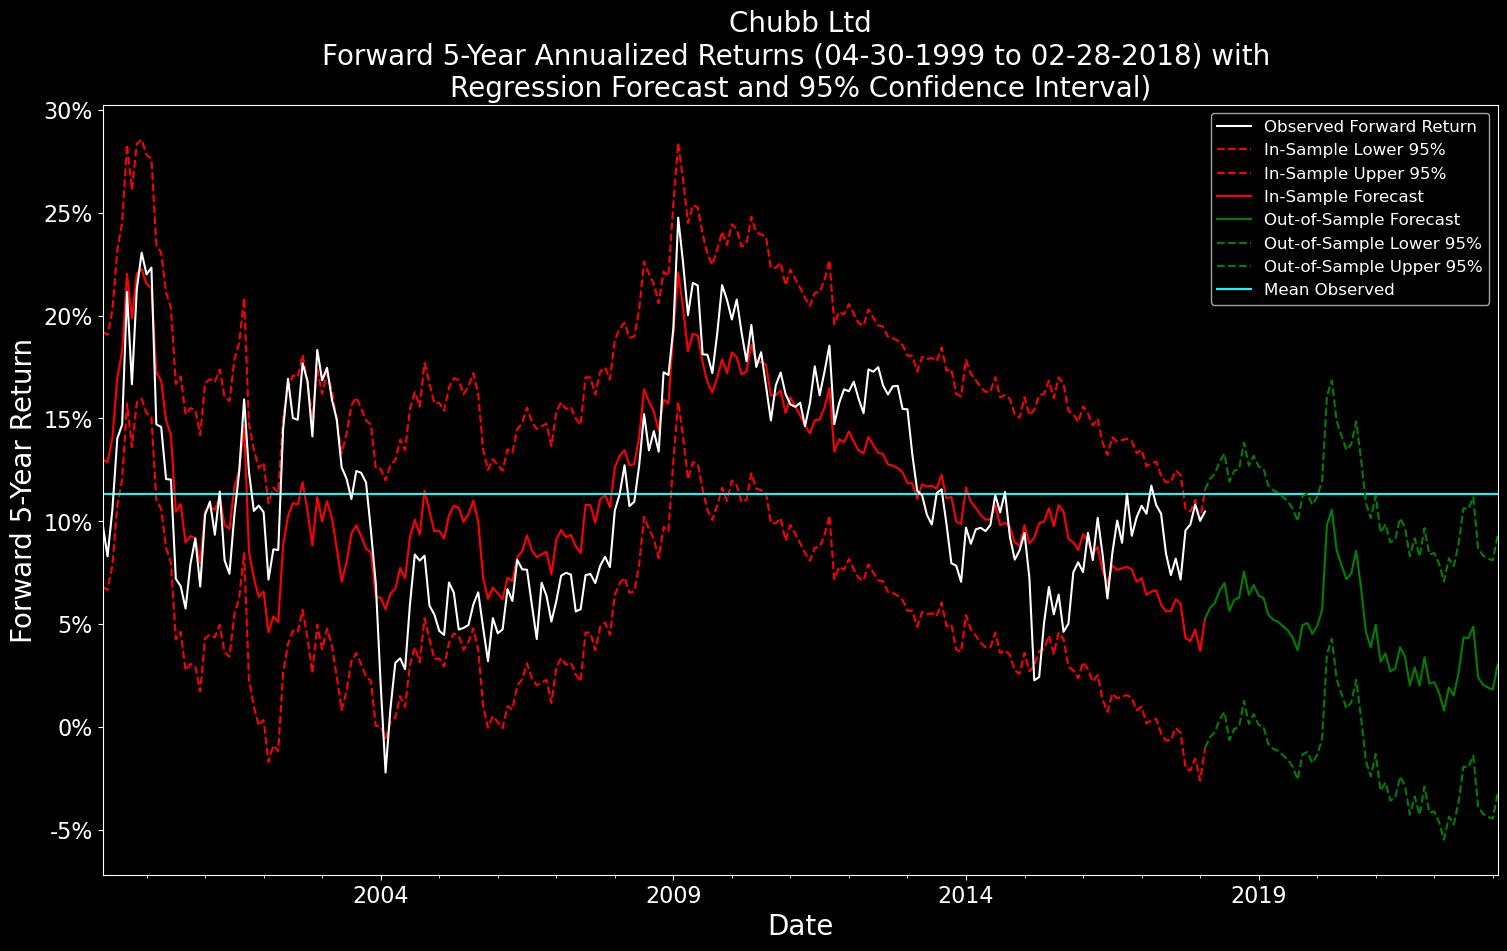 Chubb Ltd
Forward 5-Year Annualized Returns (04-30-1999 to 02-28-2018) with
Regression Forecast and 95% Confidence Interval)
Forward 5-Year Return
30%
25%
20%
15%
10%
5%
0%
-5%
Observed Forward Return
In-Sample Lower 95%
In-Sample Upper 95%
In-Sample Forecast
Out-of-Sample Forecast
Out-of-Sample Lower 95%
Out-of-Sample Upper 95%
Mean Observed
2004
2009
2014
2019
Date